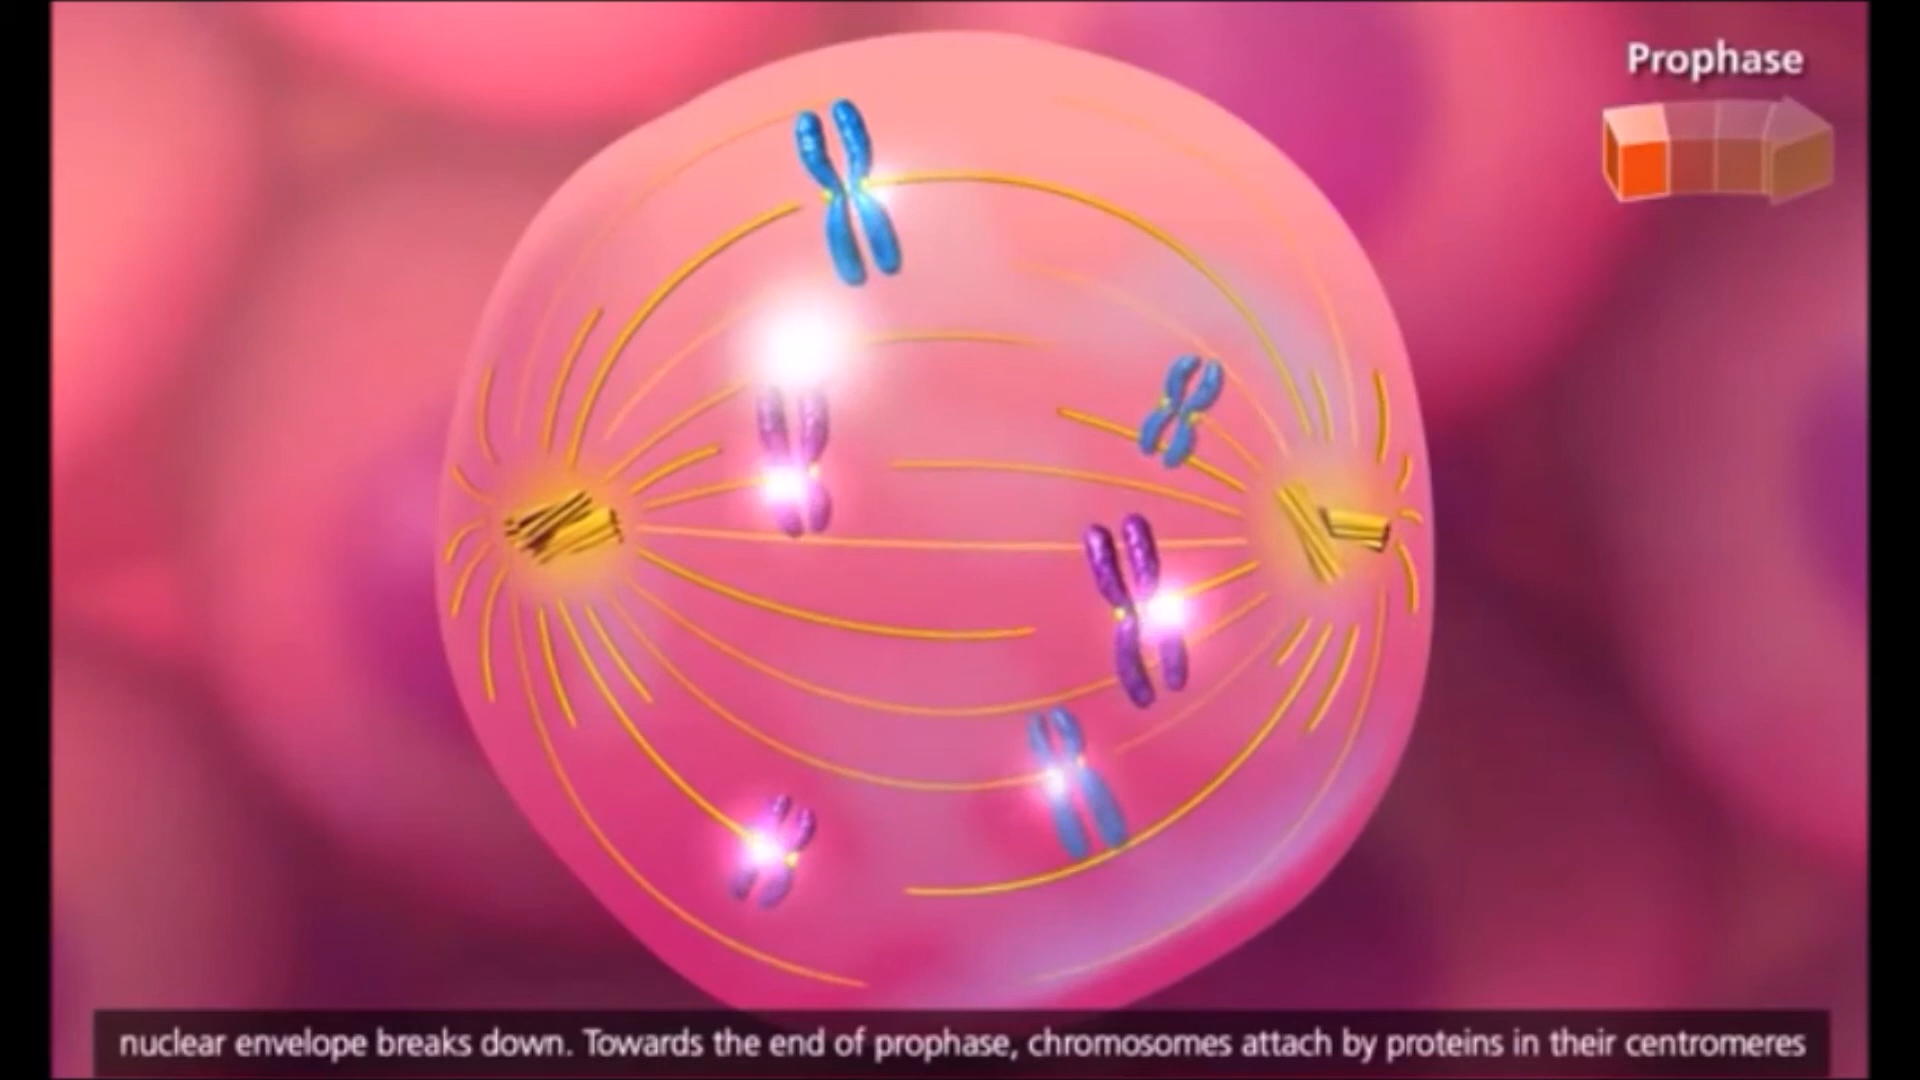 Prophase
nuclear envelope breaks down. Towards the end of prophase, chromosomes attach by proteins in their centromeres